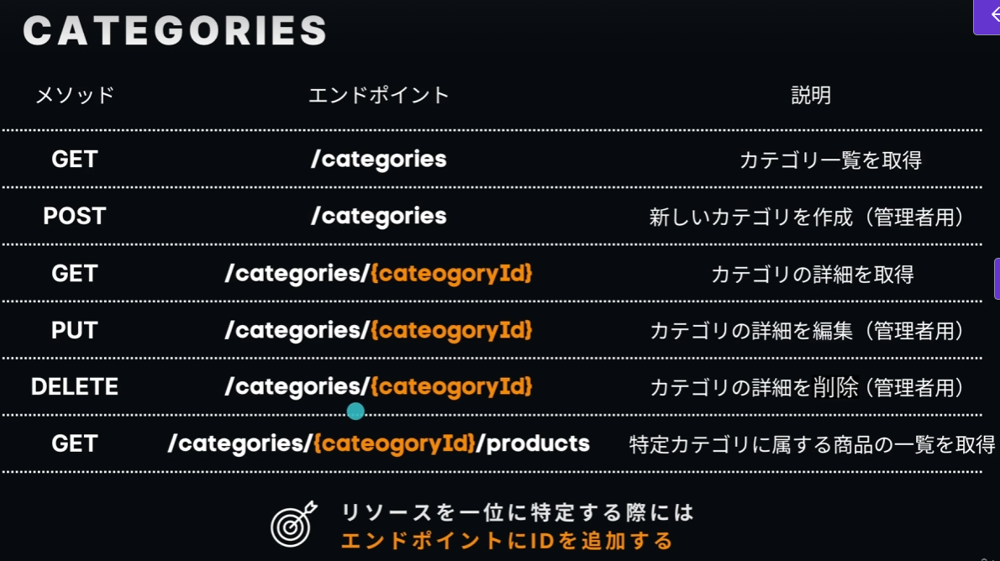 CATEGORIES
メソッド エンドポイント 説明
GET /categories カテゴリ一覧を取得
POST /categories 新しいカテゴリを作成（管理者用）
GET /categories/{cateogoryId} カテゴリの詳細を取得
PUT /categories/{cateogoryId} カテゴリの詳細を編集（管理者用）
DELETE /categories/{cateogoryId} カテゴリの詳細を削除（管理者用）
GET /categories/{cateogoryId}/products 特定カテゴリに属する商品の一覧を取得
リソースを一位に特定する際には
エンドポイントにIDを追加する